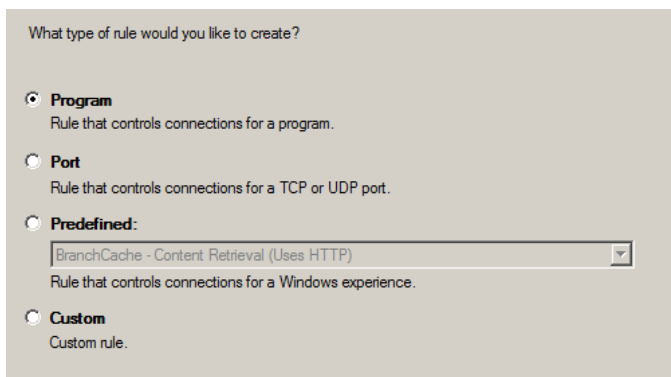 What type of rule would you like to create?
Program
Rule that controls connections for a program.
Port
Rule that controls connections for a TCP or UDP port.
Predefined:
BranchCache - Content Retrieval (Uses HTTP)
Rule that controls connections for a Windows experience.
Custom
Custom rule.